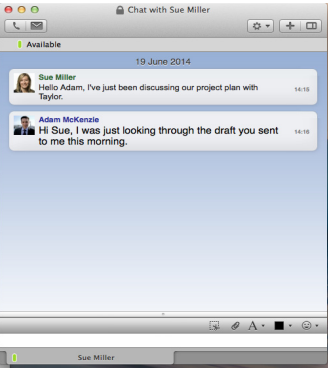 Chat with Sue Miller
Available
19 June 2014
Sue Miller
Hello Adam, I've just been discussing our project plan with
Taylor.
14:15
Adam McKenzie
Hi Sue, I was just looking through the draft you sent
to me this morning.
14:16
A
Sue Miller